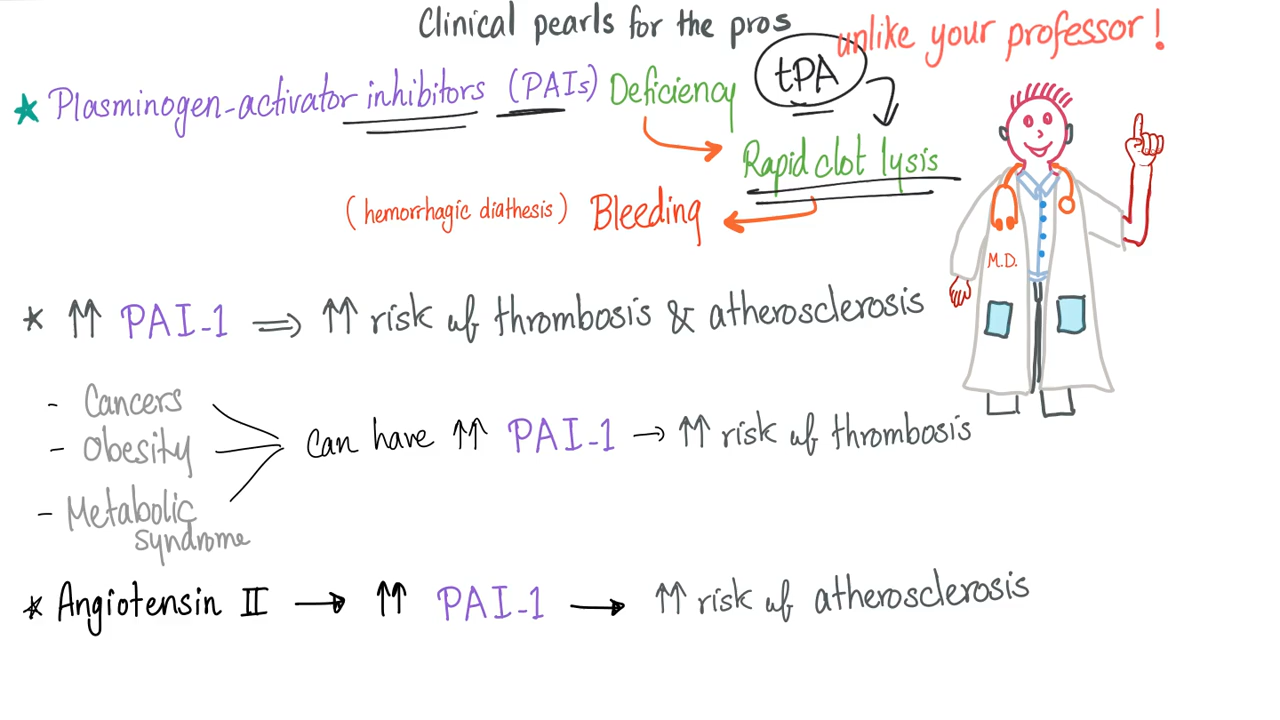 Clinical pearls for the pros
unlike your professor!
★ Plasminogen-activator inhibitors (PAIs) Deficiency
tPA
Rapid clot lysis
(hemorrhagic diathesis) Bleeding
M.D.
* ↑↑ PAI-1 ⇒ ↑↑ risk of thrombosis & atherosclerosis
- Cancers
- Obesity
- Metabolic syndrome
can have ↑↑ PAI-1 → ↑↑ risk of thrombosis
* Angiotensin II → ↑↑ PAI-1 → ↑↑ risk of atherosclerosis